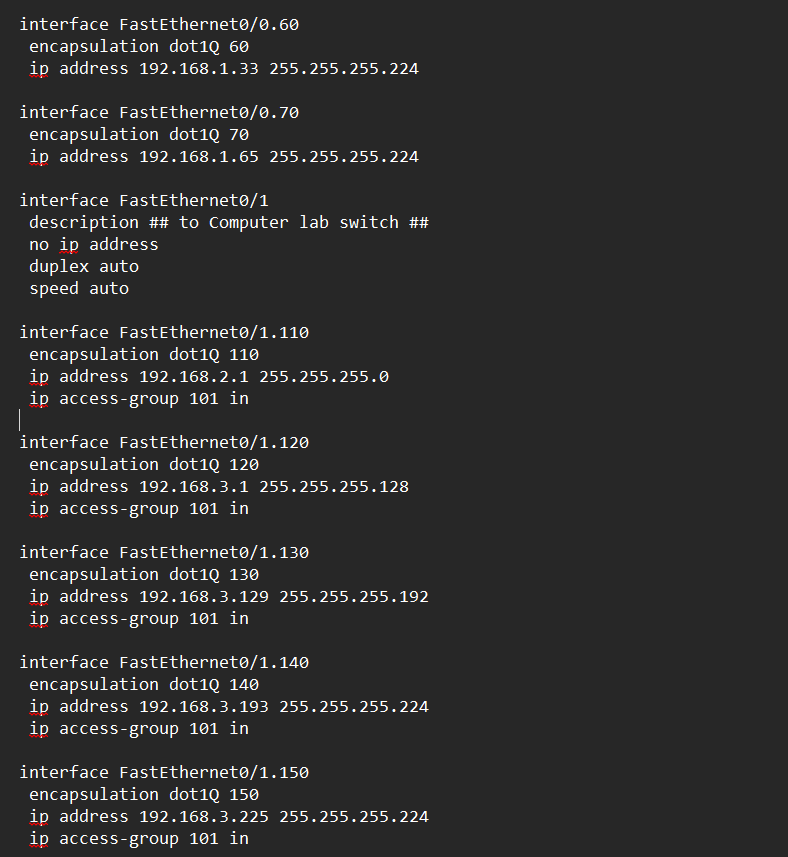 interface FastEthernet0/0.60
encapsulation dot1Q 60
ip address 192.168.1.33 255.255.255.224
interface FastEthernet0/0.70
encapsulation dot1Q 70
ip address 192.168.1.65 255.255.255.224
interface FastEthernet0/1
description ## to Computer lab switch ##
no ip address
duplex auto
speed auto
interface FastEthernet0/1.110
encapsulation dot1Q 110
ip address 192.168.2.1 255.255.255.0
ip access-group 101 in
interface FastEthernet0/1.120
encapsulation dot1Q 120
ip address 192.168.3.1 255.255.255.128
ip access-group 101 in
interface FastEthernet0/1.130
encapsulation dot1Q 130
ip address 192.168.3.129 255.255.255.192
ip access-group 101 in
interface FastEthernet0/1.140
encapsulation dot1Q 140
ip address 192.168.3.193 255.255.255.224
ip access-group 101 in
interface FastEthernet0/1.150
encapsulation dot1Q 150
ip address 192.168.3.225 255.255.255.224
ip access-group 101 in